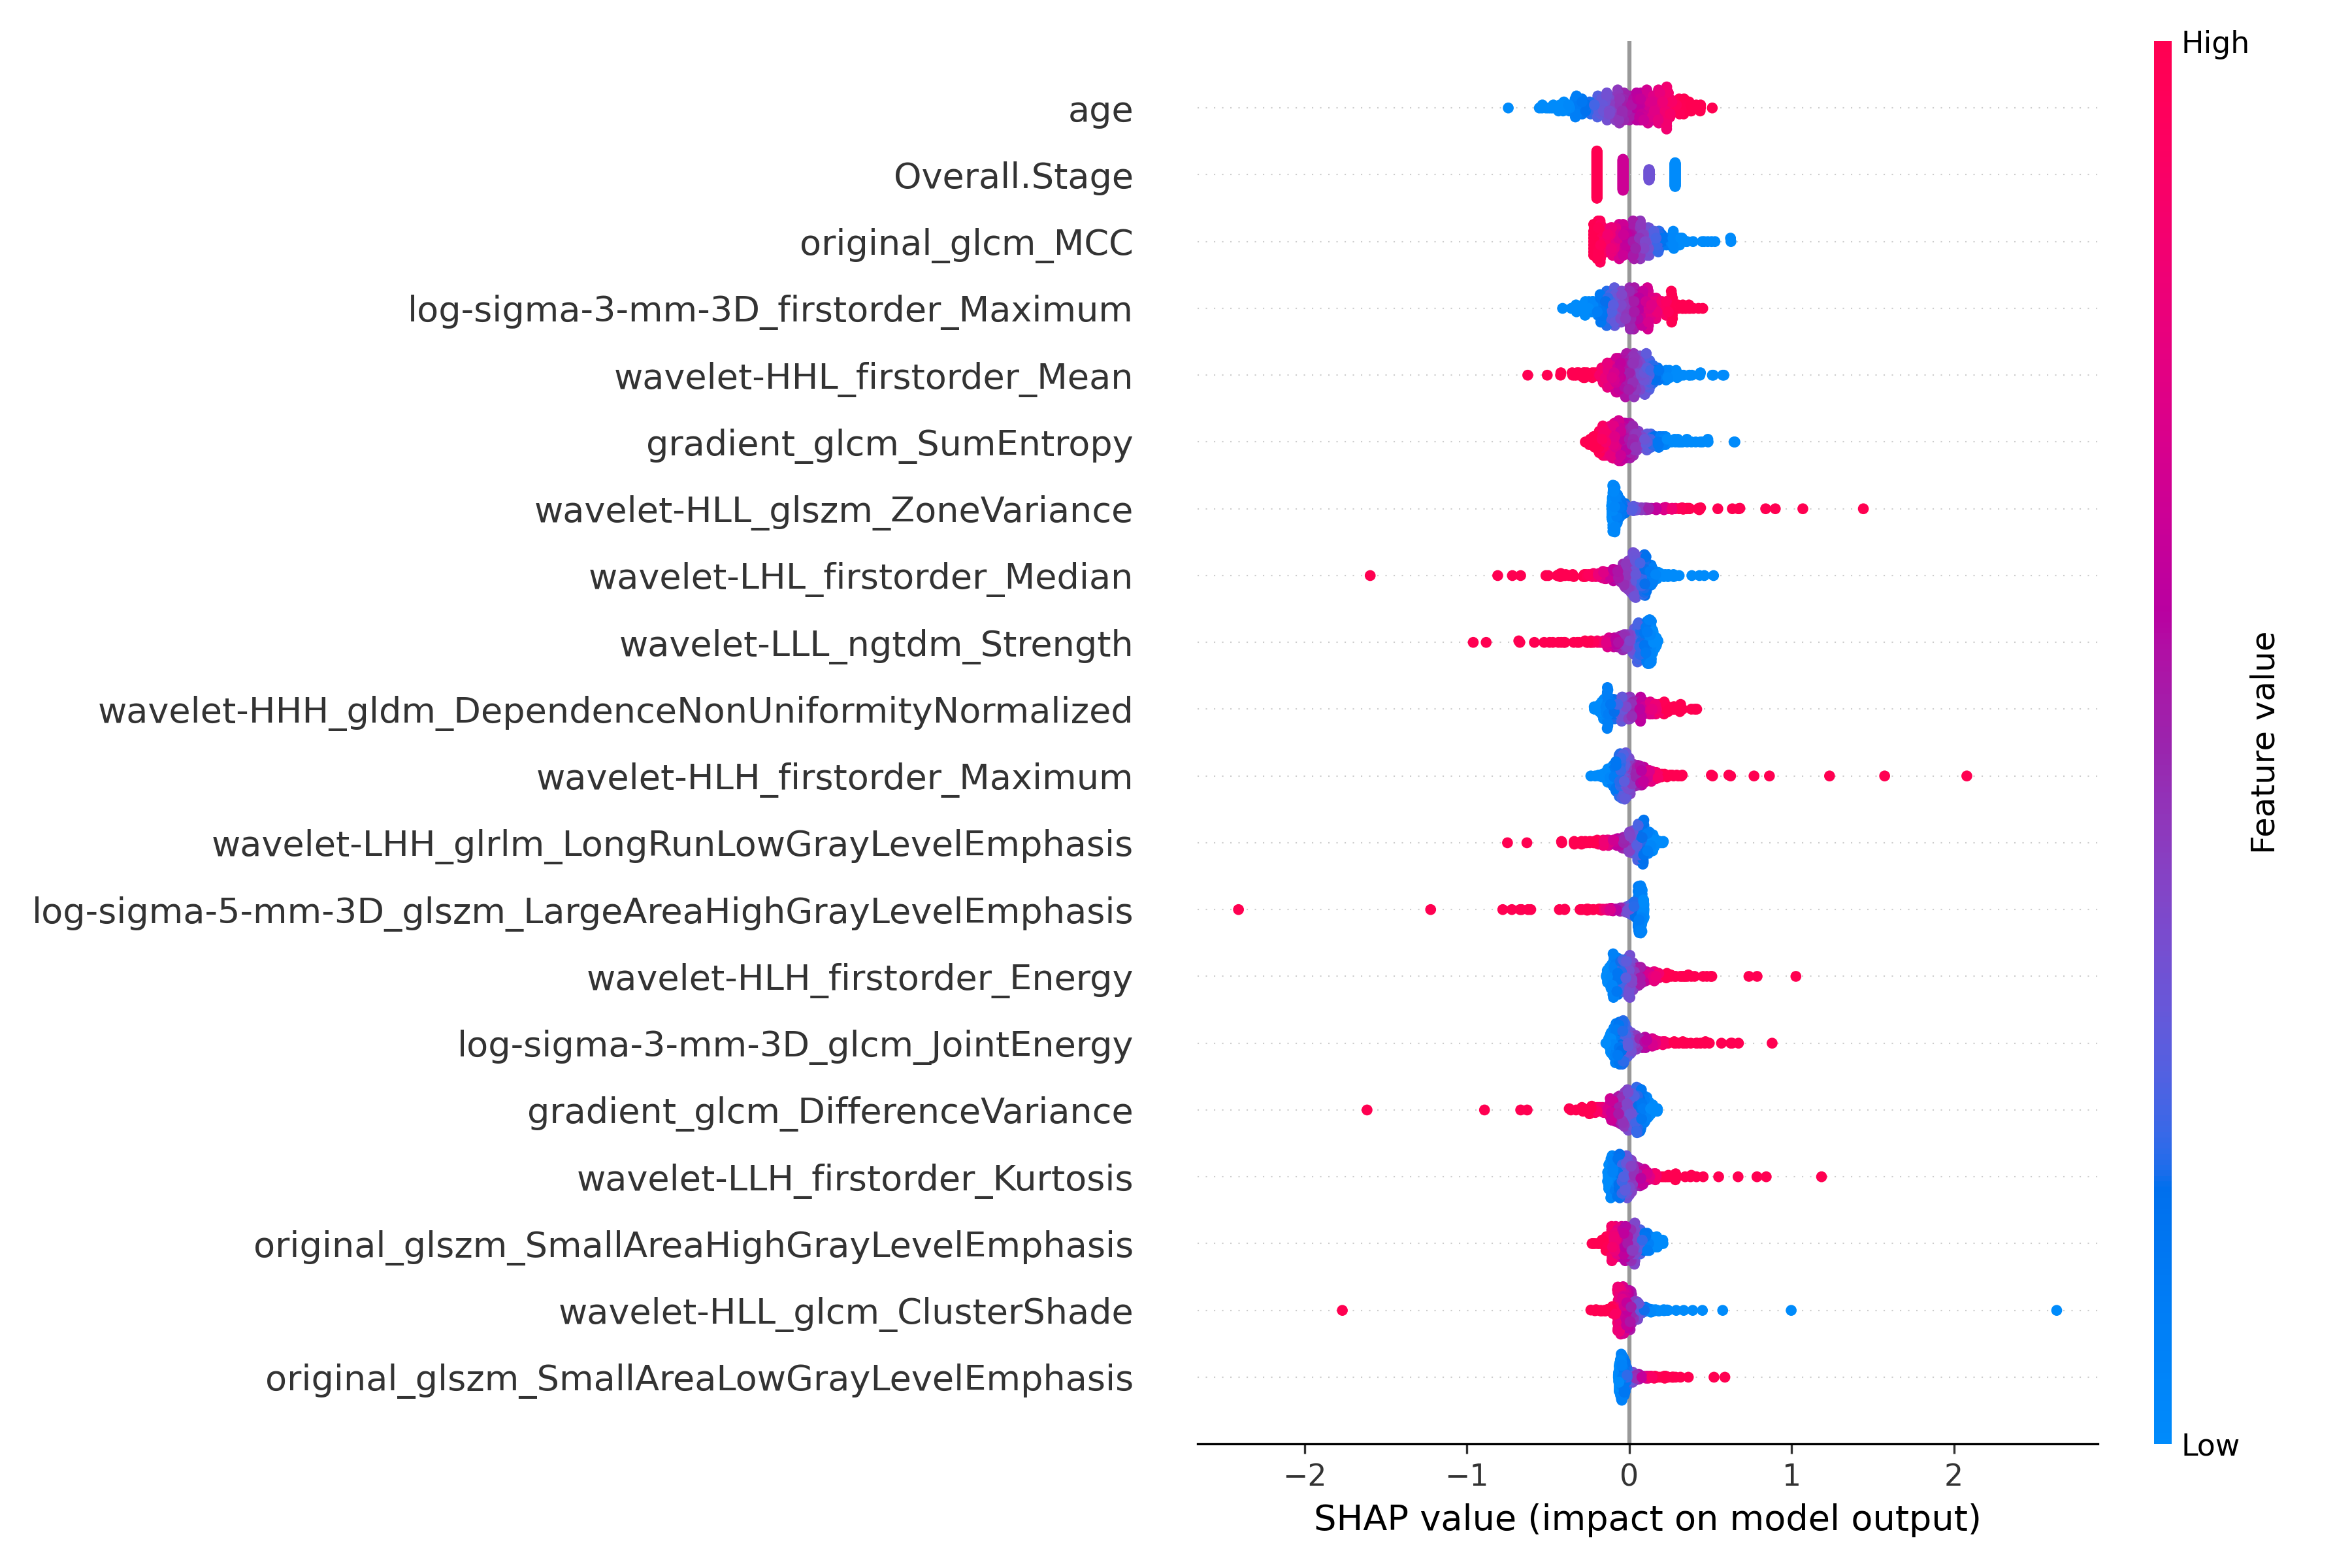 High
age
Overall.Stage
original_glcm_MCC
log-sigma-3-mm-3D_firstorder_Maximum
wavelet-HHL_firstorder_Mean
gradient_glcm_SumEntropy
wavelet-HLL_glszm_ZoneVariance
wavelet-LHL_firstorder_Median
wavelet-LLL_ngtdm_Strength
wavelet-HHH_gldm_DependenceNonUniformityNormalized
wavelet-HLH_firstorder_Maximum
wavelet-LHH_glrlm_LongRunLowGrayLevelEmphasis
log-sigma-5-mm-3D_glszm_LargeAreaHighGrayLevelEmphasis
wavelet-HLH_firstorder_Energy
log-sigma-3-mm-3D_glcm_JointEnergy
gradient_glcm_DifferenceVariance
wavelet-LLH_firstorder_Kurtosis
original_glszm_SmallAreaHighGrayLevelEmphasis
wavelet-HLL_glcm_ClusterShade
original_glszm_SmallAreaLowGrayLevelEmphasis
Feature value
Low
−2 −1 0 1 2
SHAP value (impact on model output)